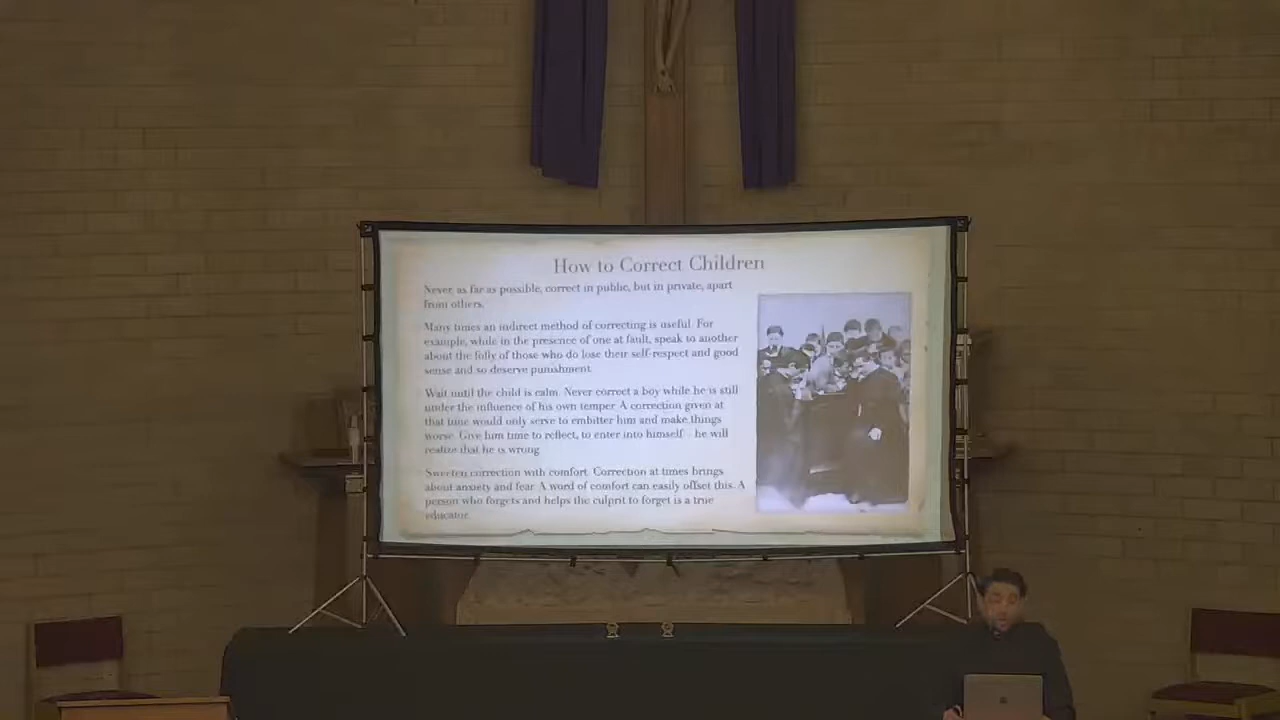 How to Correct Children
Never, as far as possible, correct in public, but in private, apart
from others.
Many times an indirect method of correcting is useful. For
example, while in the presence of one at fault, speak to another
about the folly of those who do lose their self-respect and good
sense and so deserve punishment.
Wait until the child is calm. Never correct a boy while he is still
under the influence of his own temper. A correction given at
that time would only serve to embitter him and make things
worse. Give him time to reflect, to enter into himself - he will
realize that he is wrong.
Sweeten correction with comfort. Correction at times brings
about anxiety and fear. A word of comfort can easily offset this. A
person who forgets and helps the culprit to forget is a true
educator.